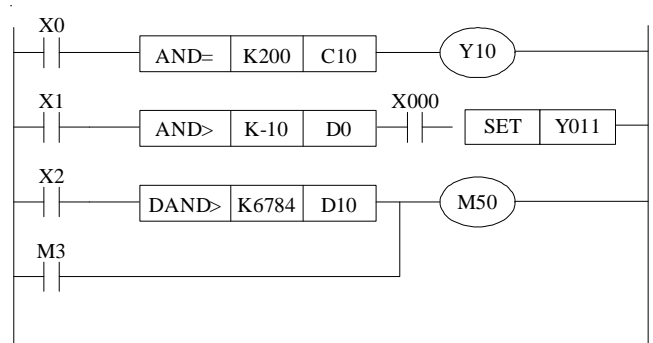 X0
AND= K200 C10 Y10
X1 X000
AND> K-10 D0 SET Y011
X2
DAND> K6784 D10 M50
M3